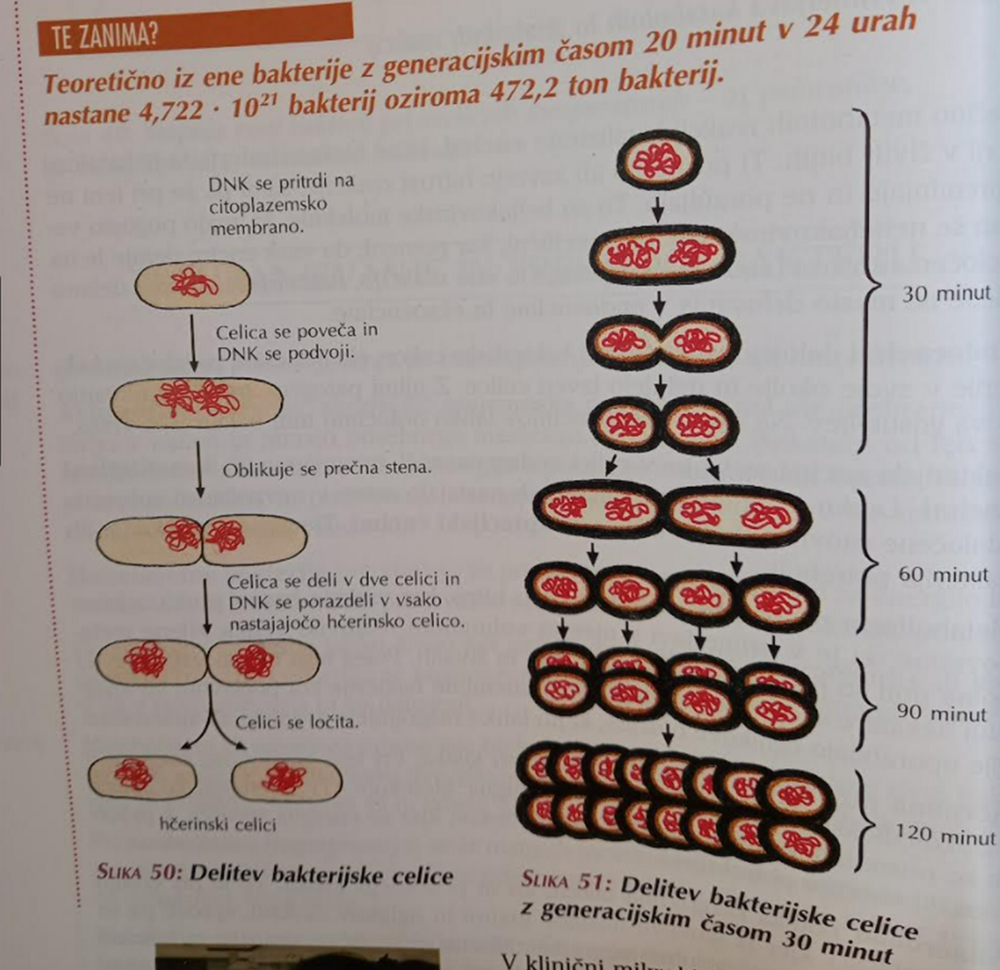 TE ZANIMA?
Teoretično iz ene bakterije z generacijskim časom 20 minut v 24 urah
nastane 4,722 · 10²¹ bakterij oziroma 472,2 ton bakterij.
DNK se pritrdi na
citoplazemsko
membrano.
Celica se poveča in
DNK se podvoji.
Oblikuje se prečna stena.
Celica se deli v dve celici in
DNK se porazdeli v vsako
nastajajočo hčerinsko celico.
Celici se ločita.
hčerinski celici
SLIKA 50: Delitev bakterijske celice
30 minut
60 minut
90 minut
120 minut
SLIKA 51: Delitev bakterijske celice
z generacijskim časom 30 minut
V klinični